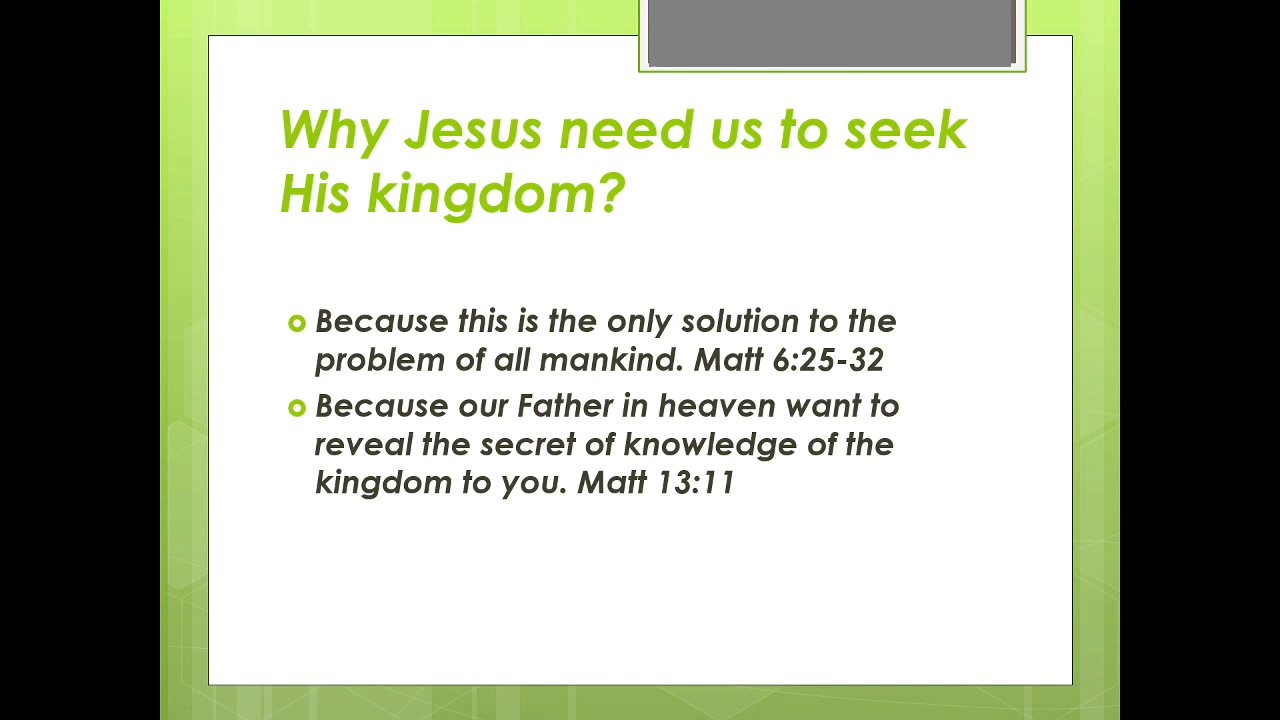 Why Jesus need us to seek
His kingdom?
Because this is the only solution to the
problem of all mankind. Matt 6:25-32
Because our Father in heaven want to
reveal the secret of knowledge of the
kingdom to you. Matt 13:11